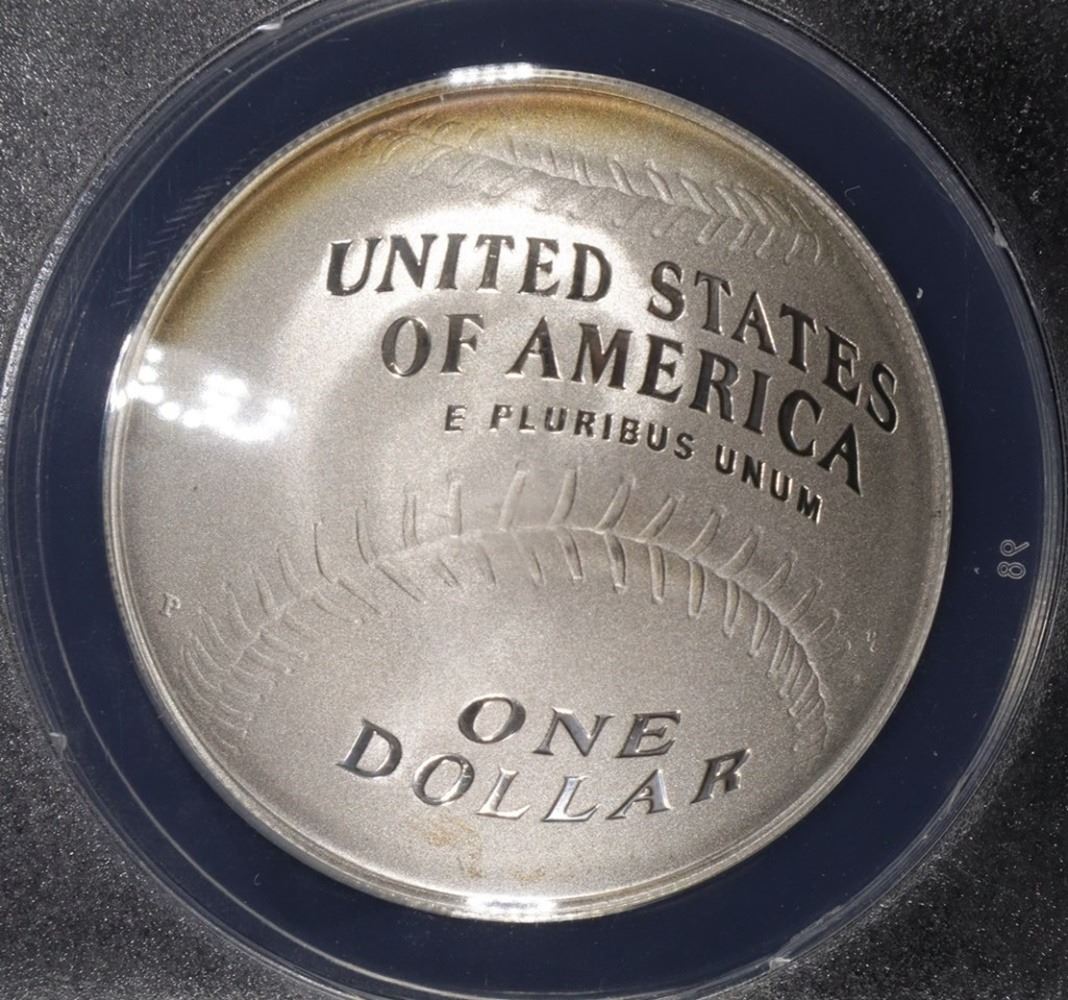 UNITED STATES
OF AMERICA
E PLURIBUS UNUM
P
ONE
DOLLAR